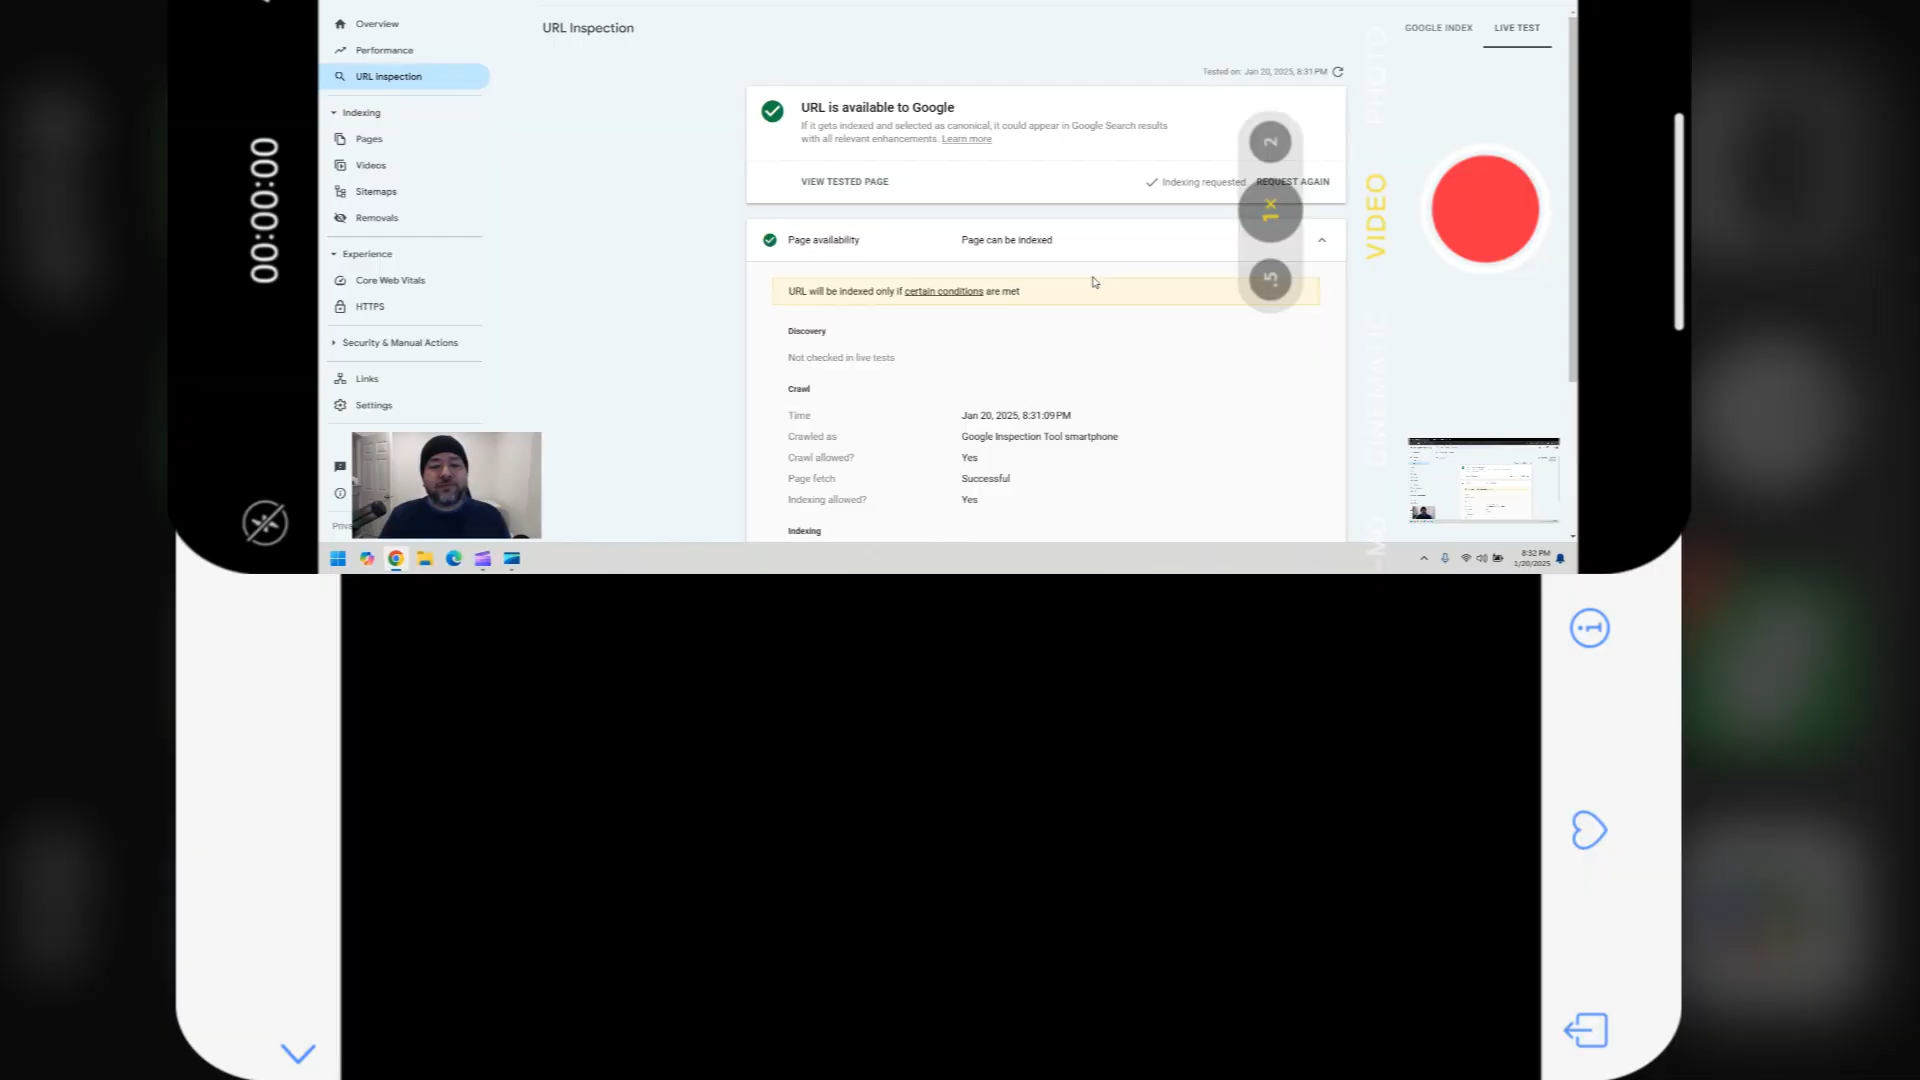 Overview
Performance
URL inspection
Indexing
Pages
Videos
Sitemaps
Removals
Experience
Core Web Vitals
HTTPS
Security & Manual Actions
Links
Settings
URL Inspection
GOOGLE INDEX
LIVE TEST
Tested on: Jan 20, 2025, 8:31 PM
URL is available to Google
If it gets indexed and selected as canonical, it could appear in Google Search results
with all relevant enhancements. Learn more
VIEW TESTED PAGE
Indexing requested
REQUEST AGAIN
Page availability
Page can be indexed
URL will be indexed only if certain conditions are met
Discovery
Not checked in live tests
Crawl
Time
Jan 20, 2025, 8:31:09 PM
Crawled as
Google Inspection Tool smartphone
Crawl allowed?
Yes
Page fetch
Successful
Indexing allowed?
Yes
Indexing
8:32 PM
1/20/2025
00:00:00
2
1×
.5
PHOTO
VIDEO
CINEMATIC